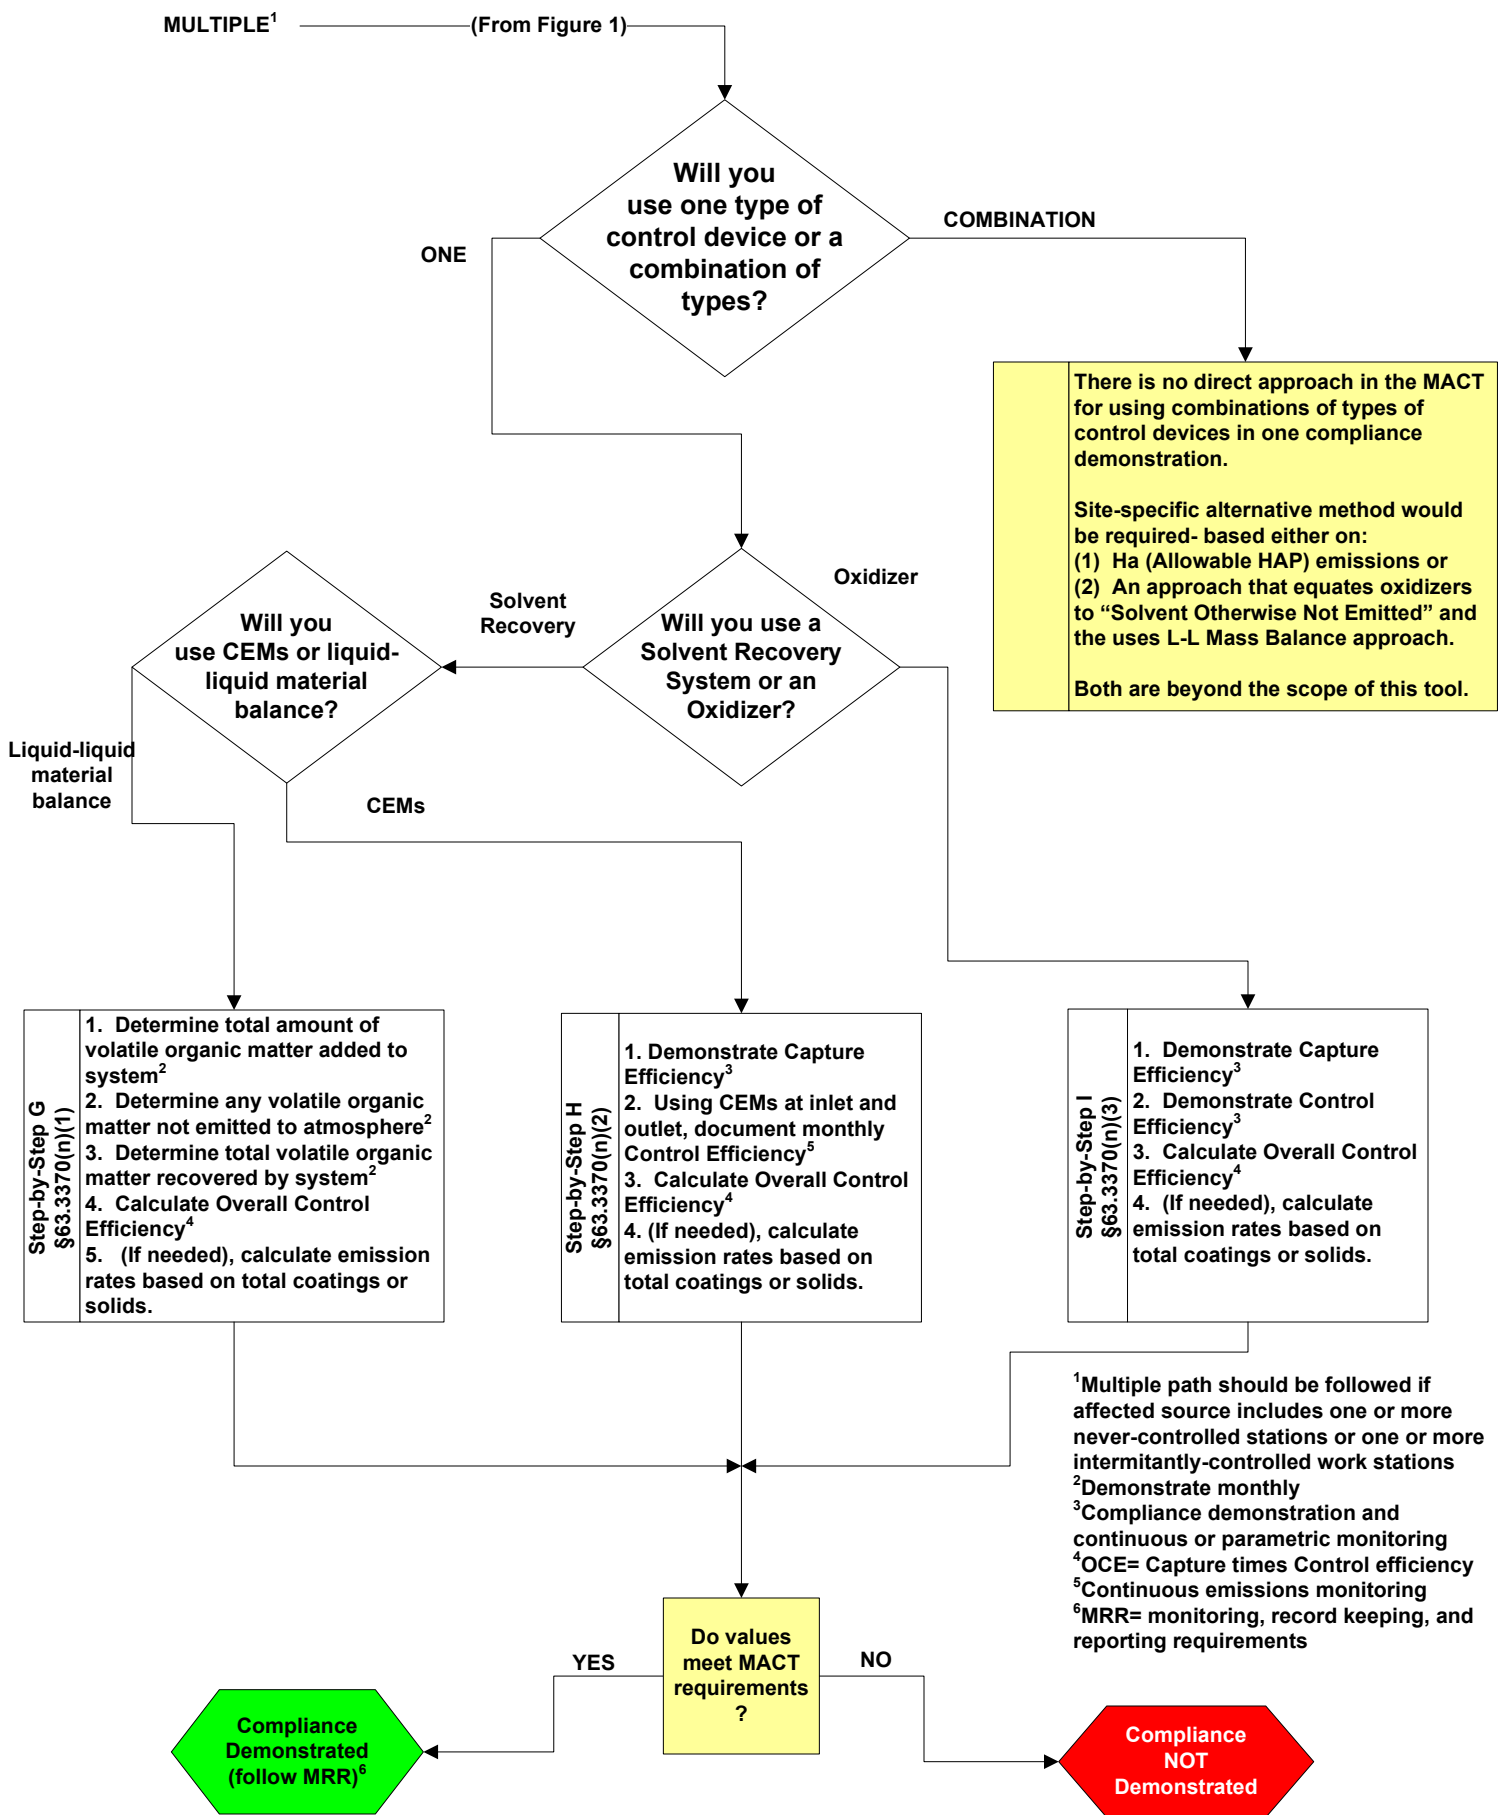 MULTIPLE¹
(From Figure 1)
Will you
use one type of
control device or a
combination of
types?
ONE
COMBINATION
There is no direct approach in the MACT
for using combinations of types of
control devices in one compliance
demonstration.
Site-specific alternative method would
be required- based either on:
(1)  Ha (Allowable HAP) emissions or
(2)  An approach that equates oxidizers
to “Solvent Otherwise Not Emitted” and
the uses L-L Mass Balance approach.
Both are beyond the scope of this tool.
Will you use a
Solvent Recovery
System or an
Oxidizer?
Oxidizer
Solvent
Recovery
Will you
use CEMs or liquid-
liquid material
balance?
Liquid-liquid
material
balance
CEMs
Step-by-Step G
§63.3370(n)(1)
1.  Determine total amount of
volatile organic matter added to
system²
2.  Determine any volatile organic
matter not emitted to atmosphere²
3.  Determine total volatile organic
matter recovered by system²
4.  Calculate Overall Control
Efficiency⁴
5.   (If needed), calculate emission
rates based on total coatings or
solids.
Step-by-Step H
§63.3370(n)(2)
1. Demonstrate Capture
Efficiency³
2.  Using CEMs at inlet and
outlet, document monthly
Control Efficiency⁵
3.  Calculate Overall Control
Efficiency⁴
4. (If needed), calculate
emission rates based on
total coatings or solids.
Step-by-Step I
§63.3370(n)(3)
1.  Demonstrate Capture
Efficiency³
2.  Demonstrate Control
Efficiency³
3.  Calculate Overall Control
Efficiency⁴
4.  (If needed), calculate
emission rates based on
total coatings or solids.
¹Multiple path should be followed if
affected source includes one or more
never-controlled stations or one or more
intermitantly-controlled work stations
²Demonstrate monthly
³Compliance demonstration and
continuous or parametric monitoring
⁴OCE= Capture times Control efficiency
⁵Continuous emissions monitoring
⁶MRR= monitoring, record keeping, and
reporting requirements
Do values
meet MACT
requirements
?
YES
NO
Compliance
Demonstrated
(follow MRR)⁶
Compliance
NOT
Demonstrated